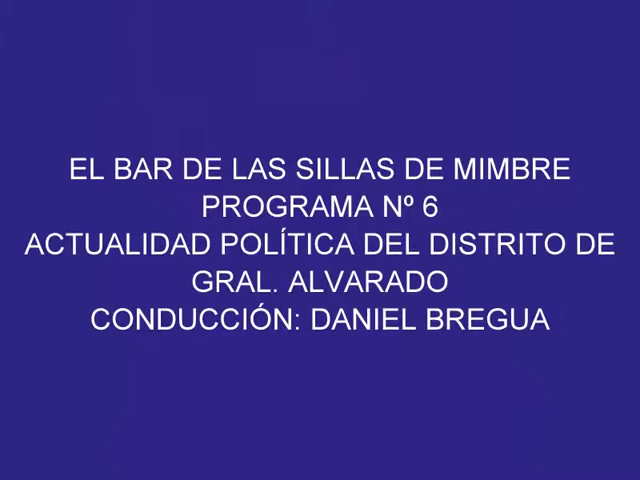 EL BAR DE LAS SILLAS DE MIMBRE
PROGRAMA Nº 6
ACTUALIDAD POLÍTICA DEL DISTRITO DE
GRAL. ALVARADO
CONDUCCIÓN: DANIEL BREGUA